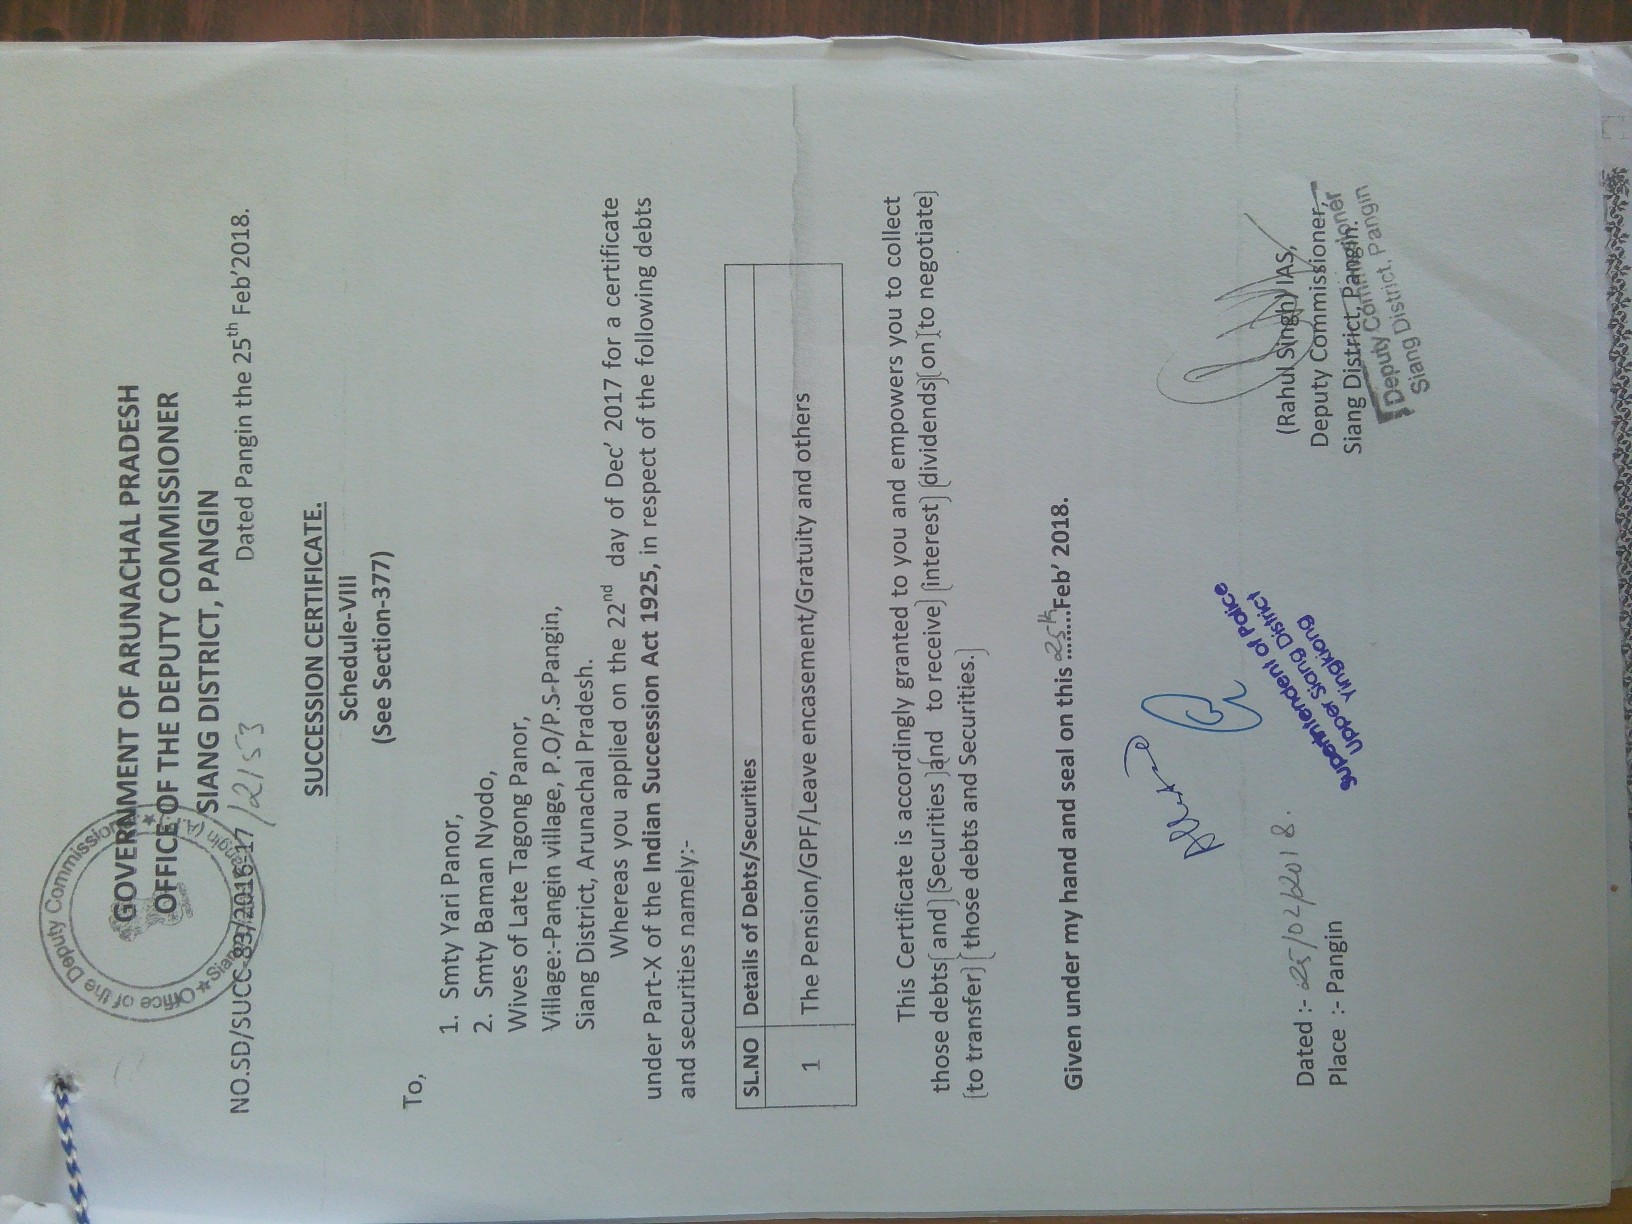 Office of the Deputy Commissioner
Siang Pangin (A.P)
GOVERNMENT OF ARUNACHAL PRADESH
OFFICE OF THE DEPUTY COMMISSIONER
SIANG DISTRICT, PANGIN
NO.SD/SUCC-83/2016-17/2153 Dated Pangin the 25th Feb'2018.
SUCCESSION CERTIFICATE.
Schedule-VIII
(See Section-377)
To,
1. Smty Yari Panor,
2. Smty Baman Nyodo,
Wives of Late Tagong Panor,
Village:-Pangin village, P.O/P.S-Pangin,
Siang District, Arunachal Pradesh.
Whereas you applied on the 22nd day of Dec' 2017 for a certificate
under Part-X of the Indian Succession Act 1925, in respect of the following debts
and securities namely:-
SL.NO Details of Debts/Securities
1 The Pension/GPF/Leave encasement/Gratuity and others
This Certificate is accordingly granted to you and empowers you to collect
those debts[ and][Securities ][and to receive] [interest] [dividends][on][to negotiate]
[to transfer] [ those debts and Securities.]
Given under my hand and seal on this 25th......Feb' 2018.
Superintendent of Police
Upper Siang District
Yingkiong
(Rahul Singh) IAS,
Deputy Commissioner,
Siang District, Pangin.
Deputy Commissioner
Siang District, Pangin
Dated :- 25/02/2018.
Place :- Pangin